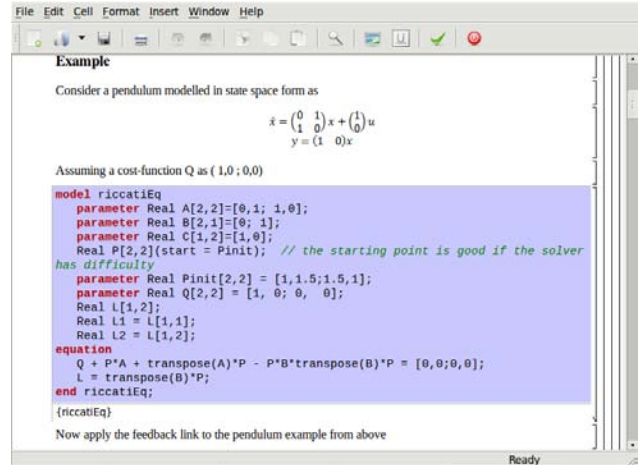 File Edit Cell Format Insert Window Help
Example
Consider a pendulum modelled in state space form as
ẋ = (0 1
1 0) x + (1
0) u
y = (1 0)x
Assuming a cost-function Q as ( 1,0 ; 0,0)
model riccatiEq
parameter Real A[2,2]=[0,1; 1,0];
parameter Real B[2,1]=[0; 1];
parameter Real C[1,2]=[1,0];
Real P[2,2](start = Pinit); // the starting point is good if the solver
has difficulty
parameter Real Pinit[2,2] = [1,1.5;1.5,1];
parameter Real Q[2,2] = [1, 0; 0, 0];
Real L[1,2];
Real L1 = L[1,1];
Real L2 = L[1,2];
equation
Q + P*A + transpose(A)*P - P*B*transpose(B)*P = [0,0;0,0];
L = transpose(B)*P;
end riccatiEq;
{riccatiEq}
Now apply the feedback link to the pendulum example from above
Ready